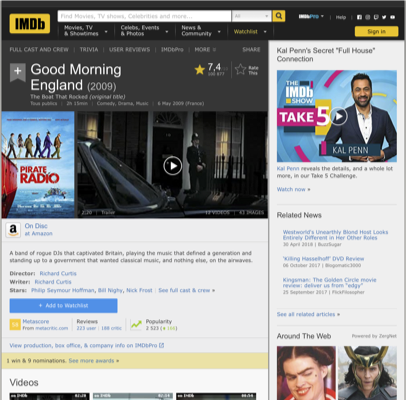 IMDb
Find Movies, TV shows, Celebrities and more...
All
IMDbPro
Help
Movies, TV
& Showtimes
Celebs, Events
& Photos
News &
Community
Watchlist
Sign in
FULL CAST AND CREW | TRIVIA | USER REVIEWS | IMDbPro | MORE
SHARE
Good Morning
England (2009)
The Boat That Rocked (original title)
Tous publics | 2h 15min | Comedy, Drama, Music | 6 May 2009 (France)
7,4
Rate
This
PIRATE
RADIO
Trailer
10 VIDEOS | 43 IMAGES
On Disc
at Amazon
A band of rogue DJs that captivated Britain, playing the music that defined a generation and
standing up to a government that wanted classical music, and nothing else, on the airwaves.
Director: Richard Curtis
Writer: Richard Curtis
Stars: Philip Seymour Hoffman, Bill Nighy, Nick Frost | See full cast & crew »
+ Add to Watchlist
Metascore
From metacritic.com
Reviews
223 user | 188 critic
Popularity
2 523
View production, box office, & company info on IMDbPro
1 win & 9 nominations. See more awards »
Videos
Kal Penn's Secret "Full House"
Connection
THE
IMDb
SHOW
TAKE 5
KAL PENN
Kal Penn reveals the details, and a whole lot
more, in our Take 5 Challenge.
Watch now »
Related News
Westworld's Unearthly Blond Host Looks
Entirely Different in Her Other Roles
30 April 2018 | BuzzSugar
'Killing Hasselhoff' DVD Review
06 October 2017 | Blogomatic3000
Kingsman: The Golden Circle movie
review: deliver us from "edgy"
25 September 2017 | FlickFilosopher
See all related articles »
Around The Web
Powered by ZergNet